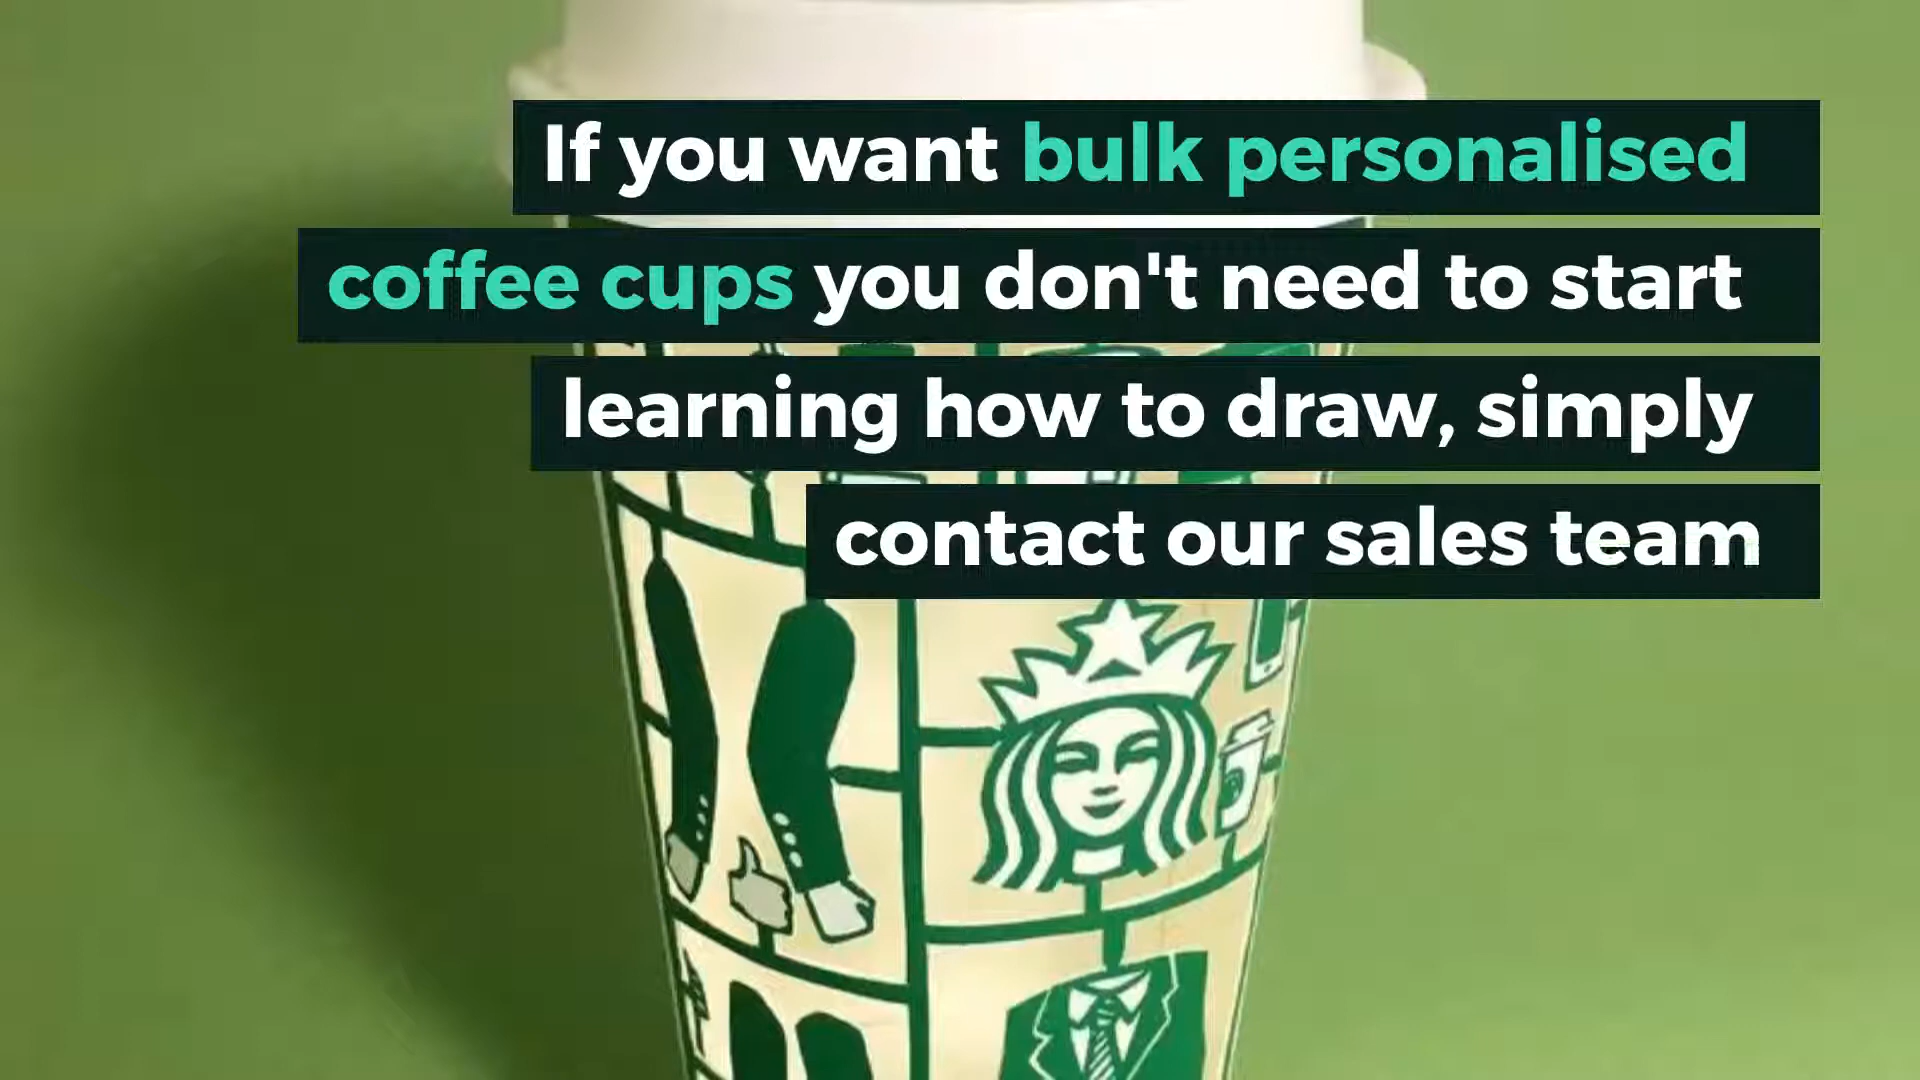 If you want bulk personalised
coffee cups you don't need to start
learning how to draw, simply
contact our sales team